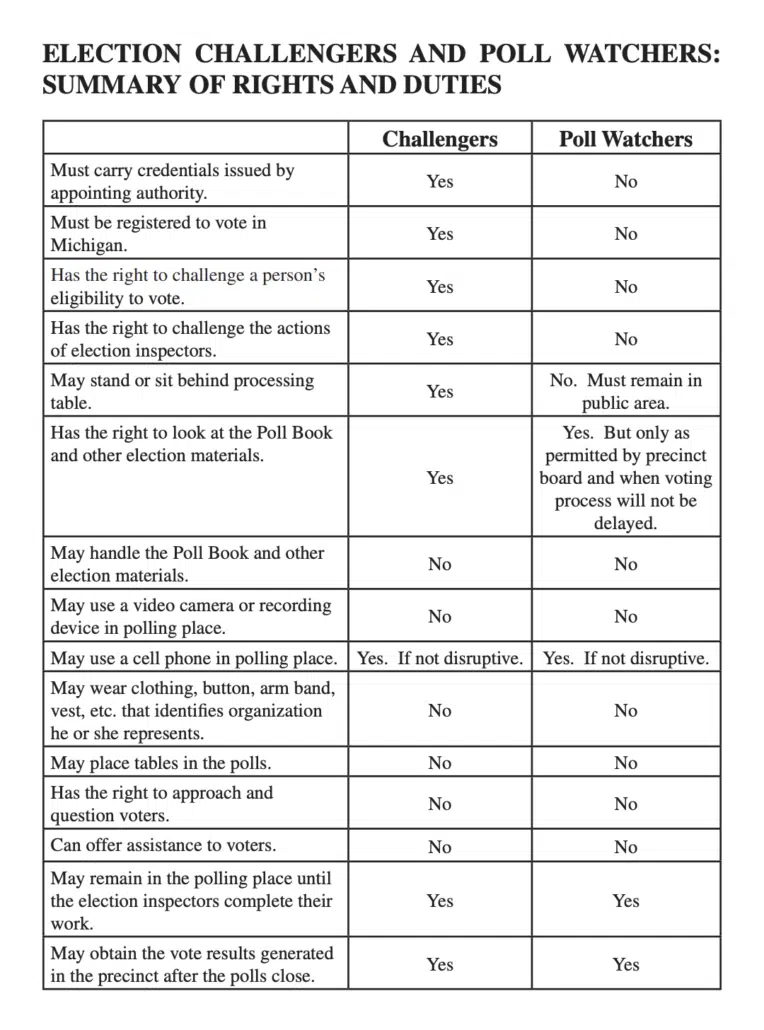 ELECTION CHALLENGERS AND POLL WATCHERS:
SUMMARY OF RIGHTS AND DUTIES
Challengers Poll Watchers
Must carry credentials issued by
appointing authority.
Yes No
Must be registered to vote in
Michigan.
Yes No
Has the right to challenge a person’s
eligibility to vote.
Yes No
Has the right to challenge the actions
of election inspectors.
Yes No
May stand or sit behind processing
table.
Yes
No. Must remain in
public area.
Has the right to look at the Poll Book
and other election materials.
Yes
Yes. But only as
permitted by precinct
board and when voting
process will not be
delayed.
May handle the Poll Book and other
election materials.
No No
May use a video camera or recording
device in polling place.
No No
May use a cell phone in polling place. Yes. If not disruptive. Yes. If not disruptive.
May wear clothing, button, arm band,
vest, etc. that identifies organization
he or she represents.
No No
May place tables in the polls. No No
Has the right to approach and
question voters.
No No
Can offer assistance to voters. No No
May remain in the polling place until
the election inspectors complete their
work.
Yes Yes
May obtain the vote results generated
in the precinct after the polls close.
Yes Yes